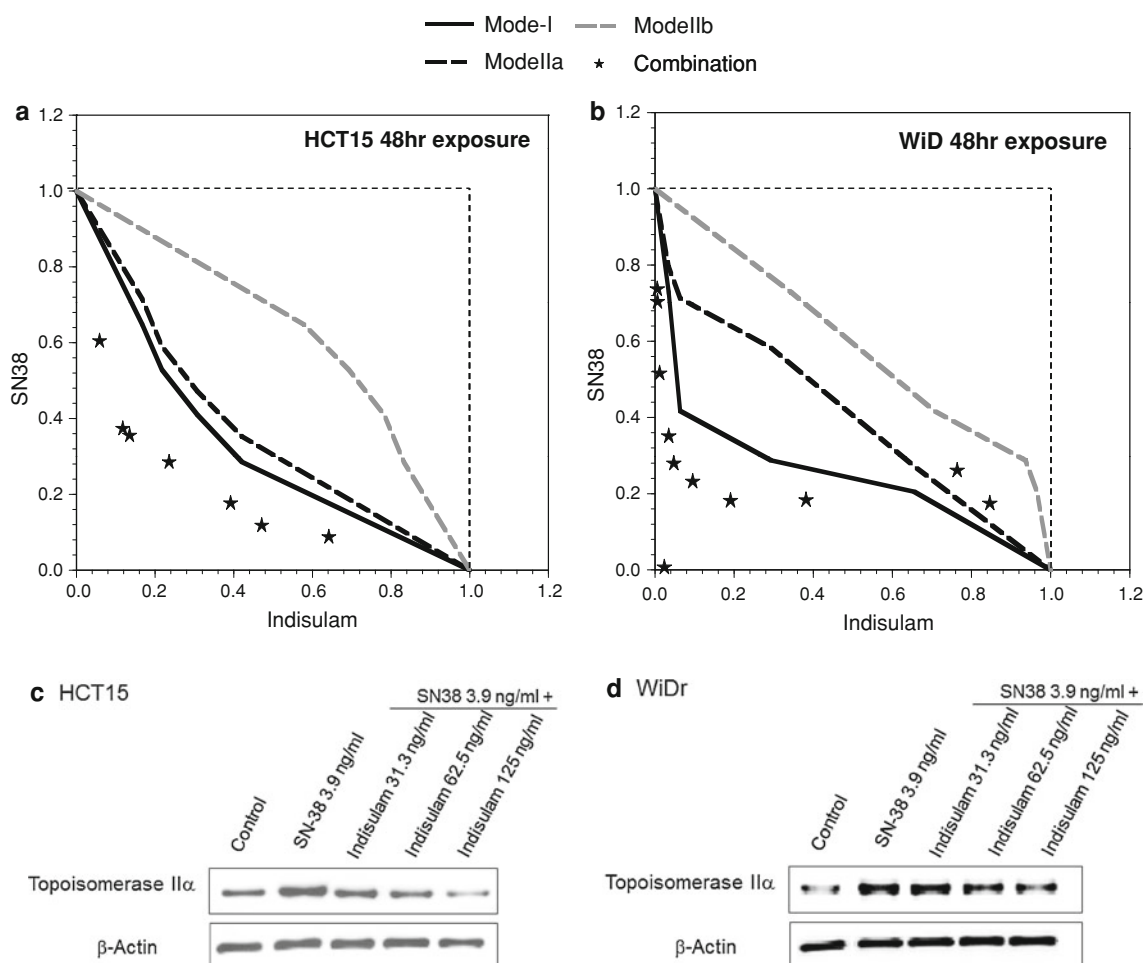 Mode-I
ModeIIb
ModeIIa
Combination
a
HCT15 48hr exposure
1.2
1.0
0.8
0.6
0.4
0.2
0.0
SN38
0.0 0.2 0.4 0.6 0.8 1.0 1.2
Indisulam
b
WiD 48hr exposure
1.2
1.0
0.8
0.6
0.4
0.2
0.0
SN38
0.0 0.2 0.4 0.6 0.8 1.0 1.2
Indisulam
c HCT15
SN38 3.9 ng/ml +
Control
SN-38 3.9 ng/ml
Indisulam 31.3 ng/ml
Indisulam 62.5 ng/ml
Indisulam 125 ng/ml
Topoisomerase IIα
β-Actin
d WiDr
SN38 3.9 ng/ml +
Control
SN-38 3.9 ng/ml
Indisulam 31.3 ng/ml
Indisulam 62.5 ng/ml
Indisulam 125 ng/ml
Topoisomerase IIα
β-Actin